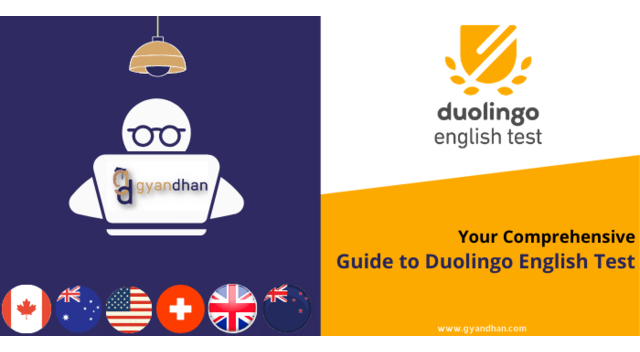 gyandhan
duolingo
english test
Your Comprehensive
Guide to Duolingo English Test
www.gyandhan.com